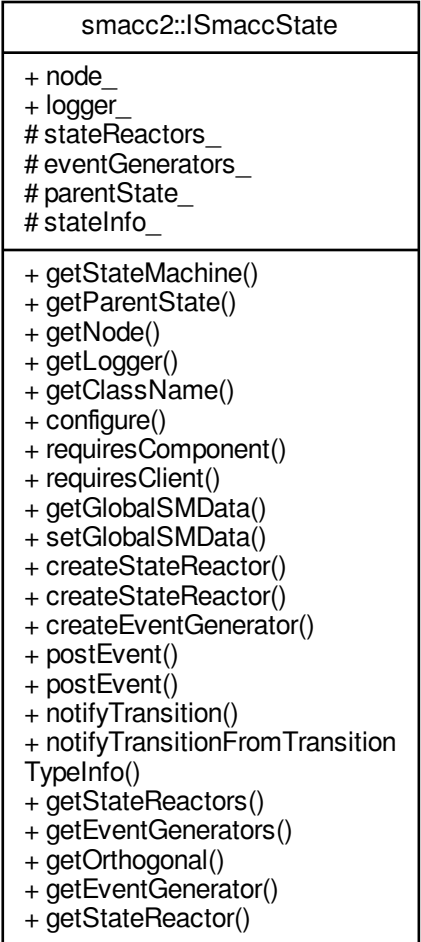 smacc2::ISmaccState
+ node_
+ logger_
# stateReactors_
# eventGenerators_
# parentState_
# stateInfo_
+ getStateMachine()
+ getParentState()
+ getNode()
+ getLogger()
+ getClassName()
+ configure()
+ requiresComponent()
+ requiresClient()
+ getGlobalSMData()
+ setGlobalSMData()
+ createStateReactor()
+ createStateReactor()
+ createEventGenerator()
+ postEvent()
+ postEvent()
+ notifyTransition()
+ notifyTransitionFromTransition
TypeInfo()
+ getStateReactors()
+ getEventGenerators()
+ getOrthogonal()
+ getEventGenerator()
+ getStateReactor()